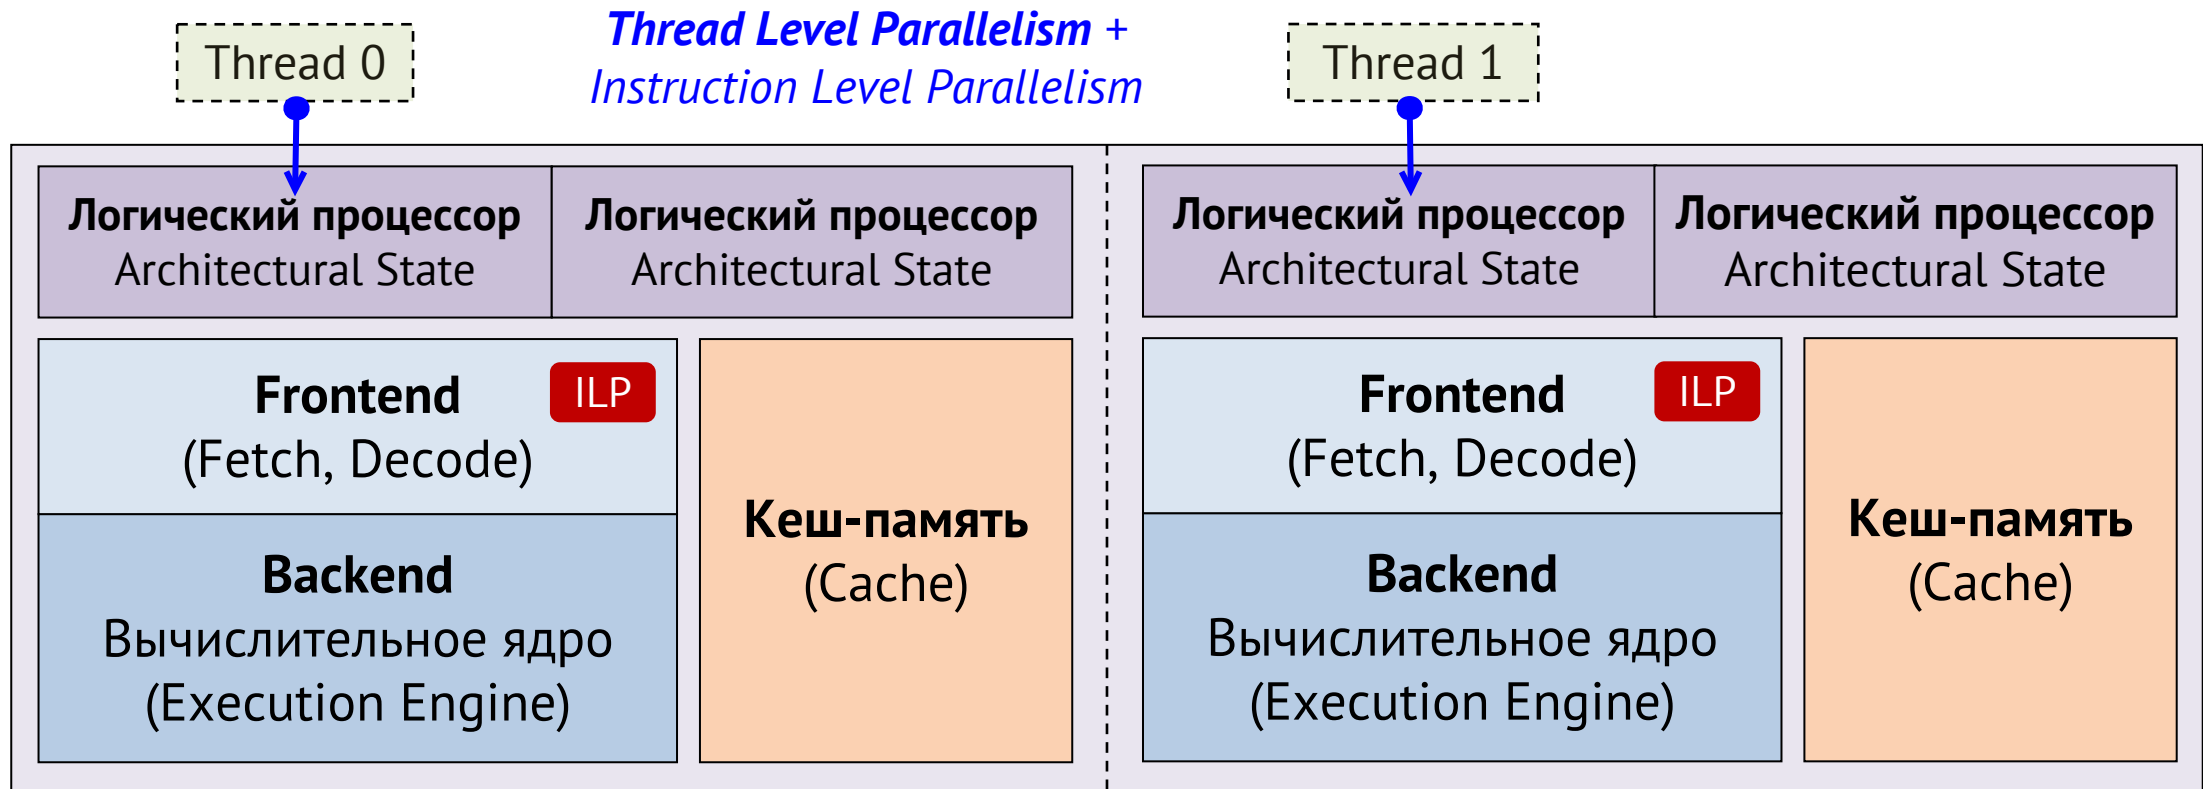 Thread 0
Thread Level Parallelism +
Instruction Level Parallelism
Thread 1
Логический процессор
Architectural State
Логический процессор
Architectural State
Логический процессор
Architectural State
Логический процессор
Architectural State
Frontend
ILP
(Fetch, Decode)
Backend
Вычислительное ядро
(Execution Engine)
Кеш-память
(Cache)
Frontend
ILP
(Fetch, Decode)
Backend
Вычислительное ядро
(Execution Engine)
Кеш-память
(Cache)